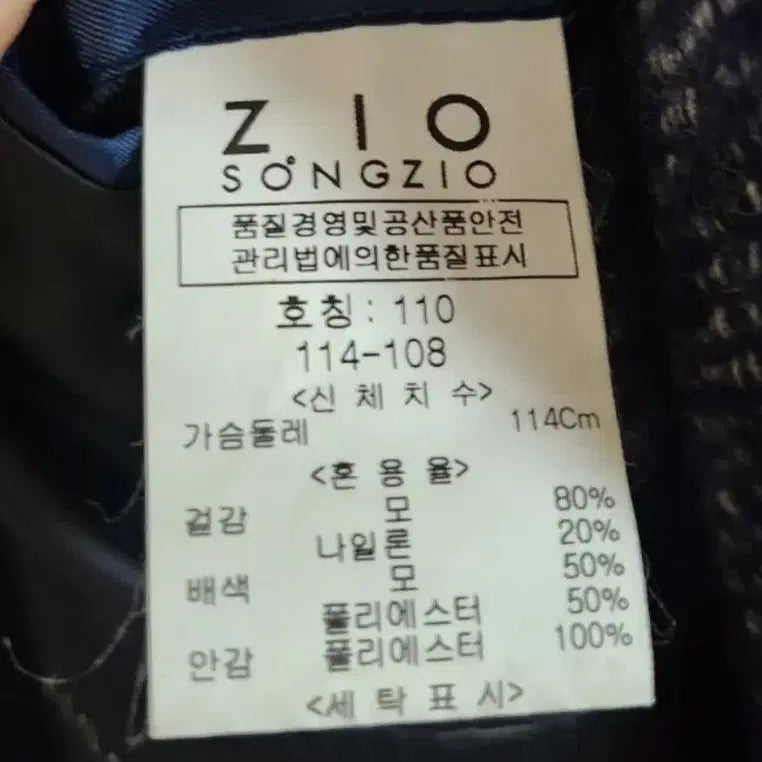 ZIO
SONGZIO
품질경영및공산품안전
관리법에의한품질표시
호칭: 110
114-108
<신 체 치 수>
가슴둘레 114Cm
<혼 용 율>
겉감 모 80%
나일론 20%
배색 모 50%
폴리에스터 50%
안감 폴리에스터 100%
<세 탁 표 시>